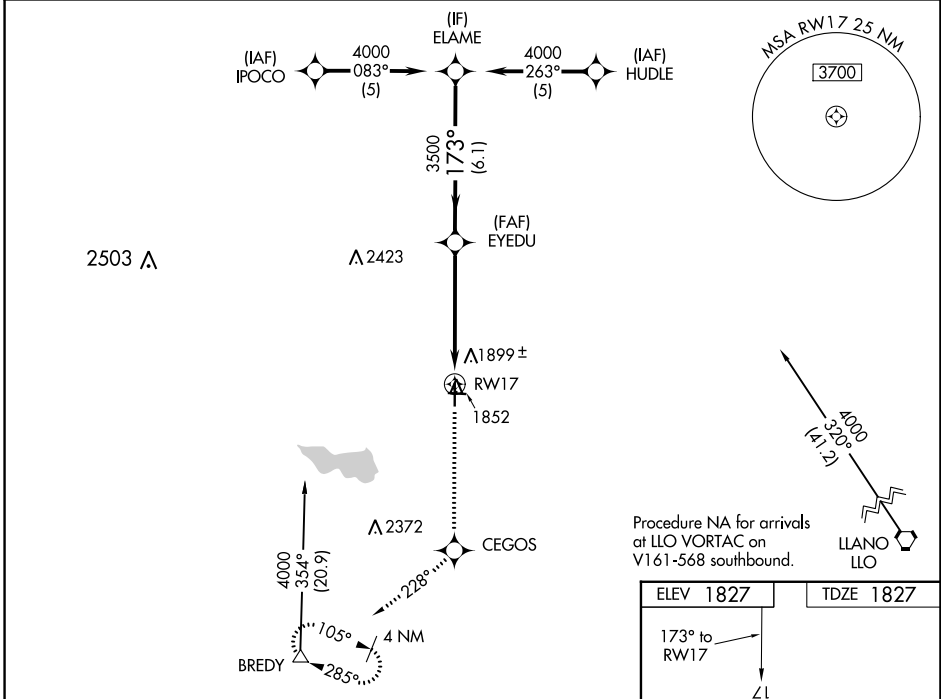 (IF)
ELAME
(IAF)
IPOCO
4000
083°
(5)
4000
263°
(5)
(IAF)
HUDLE
MSA RW17 25 NM
3700
3500
173°
(6.1)
(FAF)
EYEDU
2503
2423
1899 ±
RW17
1852
4000
320°
(41.2)
LLANO
LLO
Procedure NA for arrivals
at LLO VORTAC on
V161-568 southbound.
2372
CEGOS
228°
4000
354°
(20.9)
105°
4 NM
285°
BREDY
ELEV 1827
TDZE 1827
173° to
RW17
17